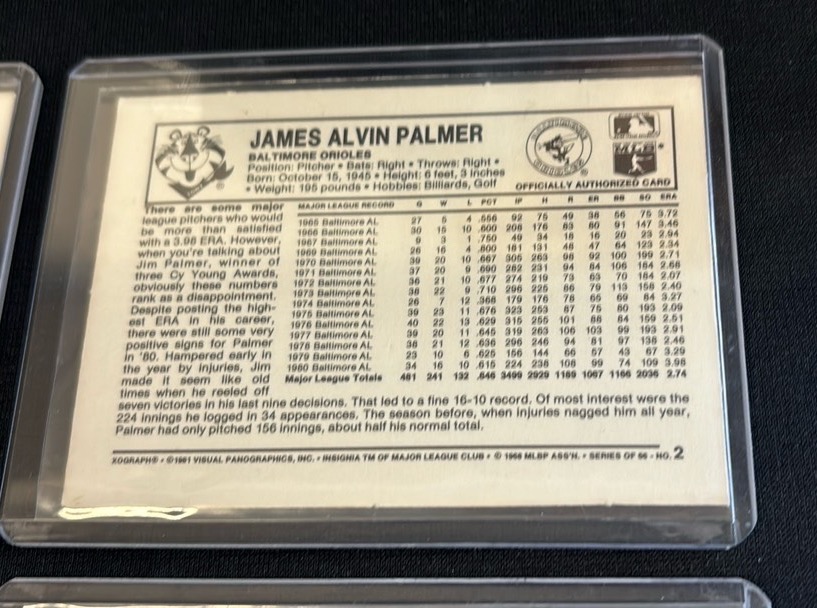 JAMES ALVIN PALMER
BALTIMORE ORIOLES
Position: Pitcher • Bats: Right • Throws: Right •
Born: October 15, 1945 • Height: 6 feet, 3 inches
• Weight: 195 pounds • Hobbies: Billiards, Golf
OFFICIALLY AUTHORIZED CARD
There are some major
league pitchers who would
be more than satisfied
with a 3.98 ERA. However,
when you're talking about
Jim Palmer, winner of
three Cy Young Awards,
obviously these numbers
rank as a disappointment.
Despite posting the high-
est ERA in his career,
there were still some very
positive signs for Palmer
in '80. Hampered early in
the year by injuries, Jim
made it seem like old
times when he reeled off
seven victories in his last nine decisions. That led to a fine 16-10 record. Of most interest were the
224 innings he logged in 34 appearances. The season before, when injuries nagged him all year,
Palmer had only pitched 156 innings, about half his normal total.
MAJOR LEAGUE RECORD G W L PCT IP H R ER BB SO ERA
1965 Baltimore AL 27 5 4 .556 92 75 49 38 56 75 3.72
1966 Baltimore AL 30 15 10 .600 208 176 83 80 91 147 3.46
1967 Baltimore AL 9 3 1 .750 49 34 18 16 20 23 2.94
1969 Baltimore AL 26 16 4 .800 181 131 48 47 64 123 2.34
1970 Baltimore AL 39 20 10 .667 305 263 98 92 100 199 2.71
1971 Baltimore AL 37 20 9 .690 282 231 94 84 106 184 2.68
1972 Baltimore AL 36 21 10 .677 274 219 73 63 70 184 2.07
1973 Baltimore AL 38 22 9 .710 296 225 86 79 113 158 2.40
1974 Baltimore AL 26 7 12 .368 179 176 78 65 69 84 3.27
1975 Baltimore AL 39 23 11 .676 323 253 87 75 80 193 2.09
1976 Baltimore AL 40 22 13 .629 315 255 101 88 84 159 2.51
1977 Baltimore AL 39 20 11 .645 319 263 106 103 99 193 2.91
1978 Baltimore AL 38 21 12 .636 296 246 94 81 97 138 2.46
1979 Baltimore AL 23 10 6 .625 156 144 66 57 43 67 3.29
1980 Baltimore AL 34 16 10 .615 224 238 108 99 74 109 3.98
Major League Totals 481 241 132 .646 3499 2929 1189 1067 1166 2036 2.74
XOGRAPH® • ©1981 VISUAL PANOGRAPHICS, INC. • INSIGNIA TM OF MAJOR LEAGUE CLUB • © 1968 MLBP ASS'N. • SERIES OF 66 • NO. 2